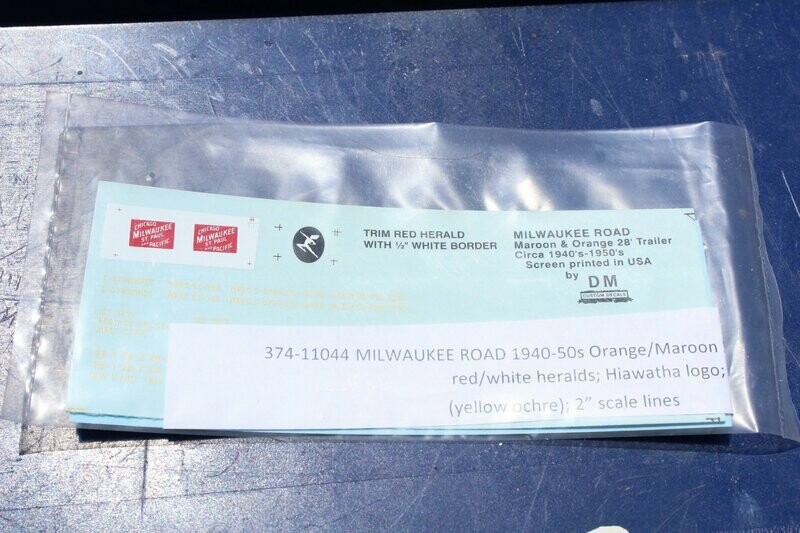 CHICAGO
MILWAUKEE
ST. PAUL
AND PACIFIC
CHICAGO
MILWAUKEE
ST. PAUL
AND PACIFIC
TRIM RED HERALD
WITH ½" WHITE BORDER
MILWAUKEE ROAD
Maroon & Orange 28' Trailer
Circa 1940's-1950's
Screen printed in USA
by DM
CUSTOM DECALS
374-11044 MILWAUKEE ROAD 1940-50s Orange/Maroon
red/white heralds; Hiawatha logo;
(yellow ochre); 2" scale lines